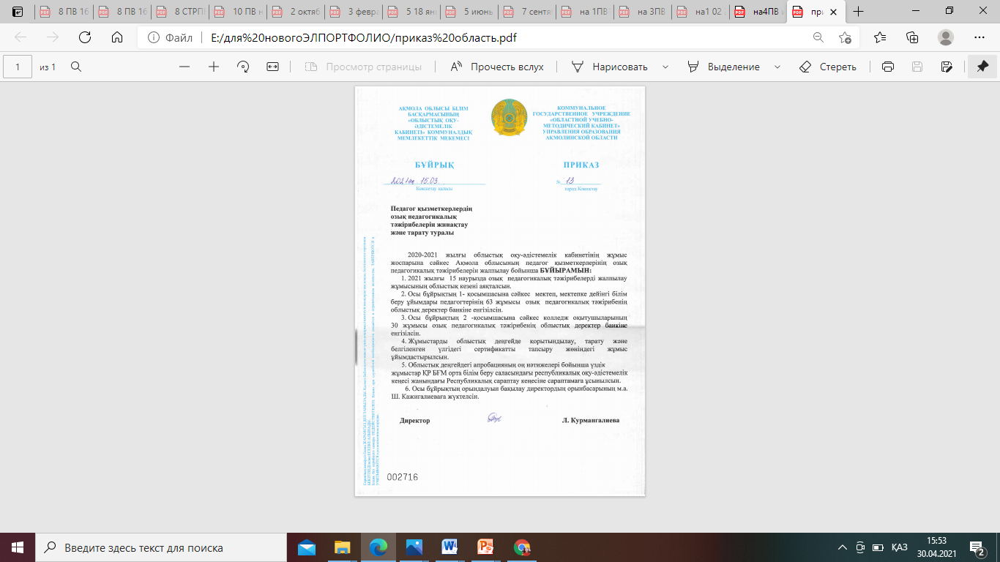 8 ПВ 16
8 ПВ 16
8 СТРП
10 ПВ н
2 октяб
3 февра
5 18 ян
5 июнь
7 сентя
на 1ПВ
на 3ПВ
на1 02
на4ПВ
при
Файл
E:/для%20новогоЭЛПОРТФОЛИО/приказ%20область.pdf
1 из 1
Просмотр страницы
Прочесть вслух
Нарисовать
Выделение
Стереть
АҚМОЛА ОБЛЫСЫ БІЛІМ
БАСҚАРМАСЫНЫҢ
«ОБЛЫСТЫҚ ОҚУ-
ӘДІСТЕМЕЛІК
КАБИНЕТІ» КОММУНАЛДЫҚ
МЕМЛЕКЕТТІК МЕКЕМЕСІ
КОММУНАЛЬНОЕ
ГОСУДАРСТВЕННОЕ УЧРЕЖДЕНИЕ
«ОБЛАСТНОЙ УЧЕБНО-
МЕТОДИЧЕСКИЙ КАБИНЕТ»
УПРАВЛЕНИЯ ОБРАЗОВАНИЯ
АКМОЛИНСКОЙ ОБЛАСТИ
БҰЙРЫҚ
ПРИКАЗ
15.03.
№ 13
Көкшетау қаласы
город Кокшетау
Педагог қызметкерлердің
озық педагогикалық
тәжірибелерін жинақтау
және тарату туралы
2020-2021 жылғы облыстық оқу-әдістемелік кабинетінің жұмыс
жоспарына сәйкес Ақмола облысының педагог қызметкерлерінің озық
педагогикалық тәжірибелерін жалпылау бойынша БҰЙЫРАМЫН:
1. 2021 жылғы 15 наурызда озық педагогикалық тәжірибелерді жалпылау
жұмысының облыстық кезеңі аяқталсын.
2. Осы бұйрықтың 1- қосымшасына сәйкес мектеп, мектепке дейінгі білім
беру ұйымдары педагогтерінің 63 жұмысы озық педагогикалық тәжірибенің
облыстық деректер банкіне енгізілсін.
3. Осы бұйрықтың 2 -қосымшасына сәйкес колледж оқытушыларының
30 жұмысы озық педагогикалық тәжірибенің облыстық деректер банкіне
енгізілсін.
4. Жұмыстарды облыстық деңгейде қорытындылау, тарату және
белгіленген үлгідегі сертификатты тапсыру жөніндегі жұмыс
ұйымдастырылсын.
5. Облыстық деңгейдегі апробацияның оң нәтижелері бойынша үздік
жұмыстар ҚР БҒМ орта білім беру саласындағы республикалық оқу-әдістемелік
кеңесі жанындағы Республикалық сараптау кеңесіне сараптамаға ұсынылсын.
6. Осы бұйрықтың орындалуын бақылау директордың орынбасарының м.а.
Ш. Кажигалиеваға жүктелсін.
Директор
Л. Курмангалиева
002716
Введите здесь текст для поиска
ҚАЗ
15:53
30.04.2021
2